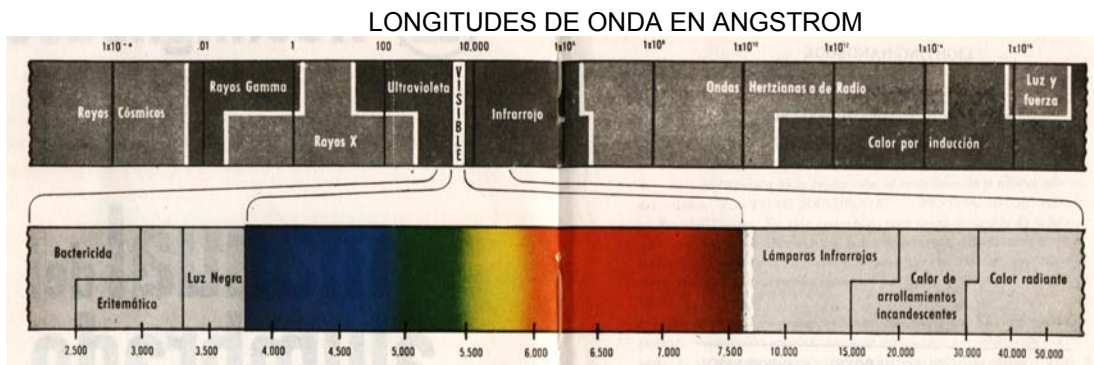 LONGITUDES DE ONDA EN ANGSTROM
1x10⁻⁴ .01 1 100 10,000 1x10⁶ 1x10⁸ 1x10¹⁰ 1x10¹² 1x10¹⁴ 1x10¹⁶
Rayos Cósmicos
Rayos Gamma
Rayos X
Ultravioleta
VISIBLE
Infrarrojo
Ondas Hertzianas o de Radio
Calor por inducción
Luz y
fuerza
Bactericida
Eritemático
Luz Negra
Lámparas Infrarrojas
Calor de
arrollamientos
incandescentes
Calor radiante
2.500 3.000 3.500 4.000 4.500 5.000 5.500 6.000 6.500 7.000 7.500 10.000 15.000 20.000 30.000 40.000 50.000